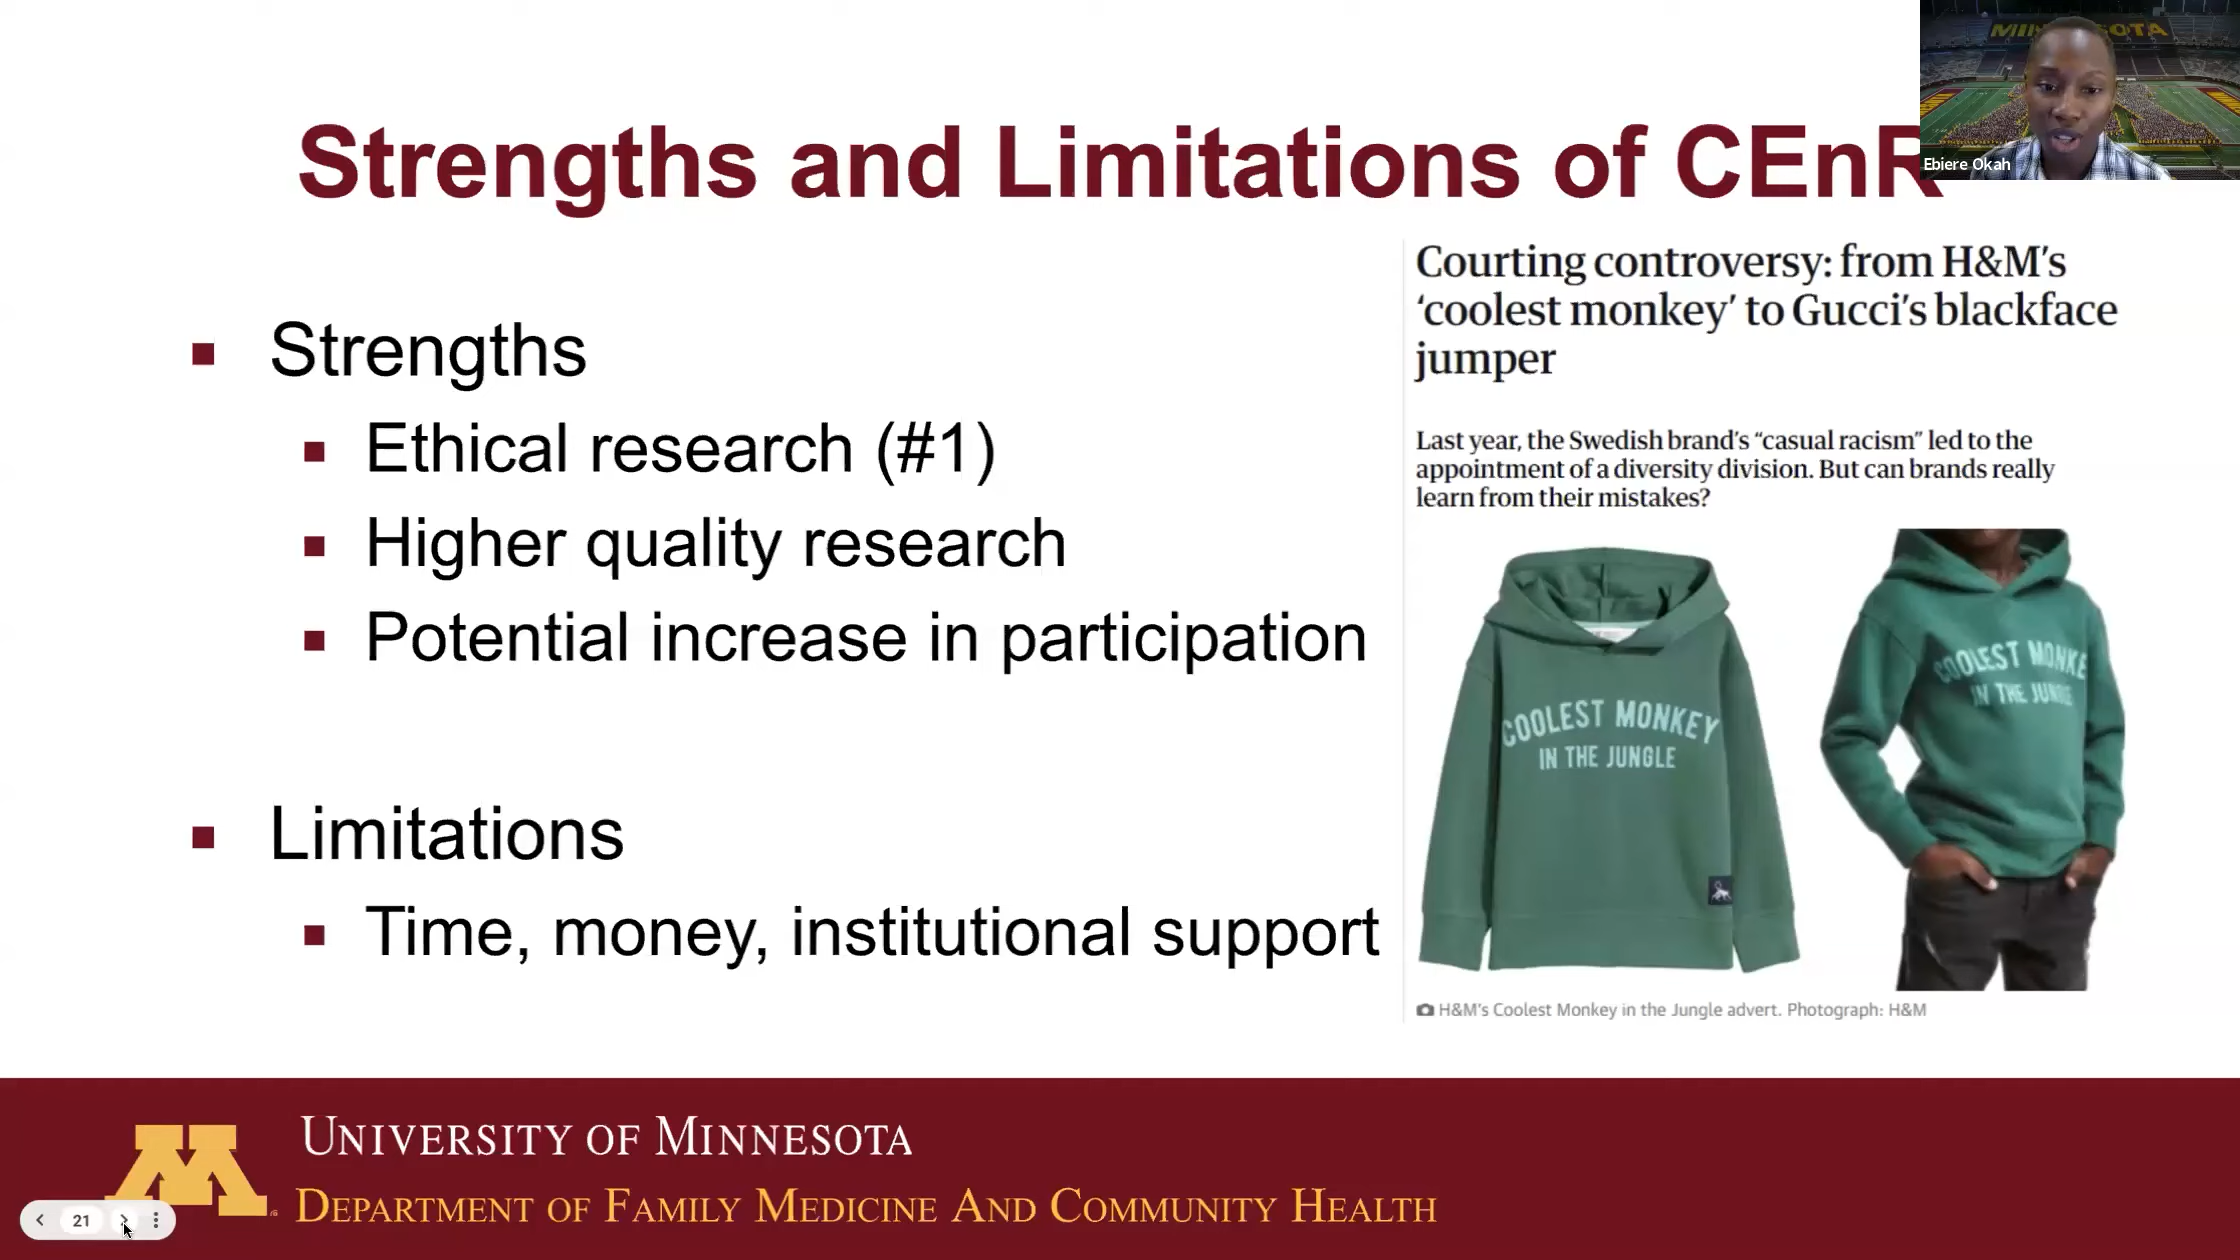 MINNESOTA
Ebiere Okah
Strengths and Limitations of CEnR
Strengths
Ethical research (#1)
Higher quality research
Potential increase in participation
Limitations
Time, money, institutional support
Courting controversy: from H&M's
‘coolest monkey’ to Gucci's blackface
jumper
Last year, the Swedish brand's “casual racism” led to the
appointment of a diversity division. But can brands really
learn from their mistakes?
COOLEST MONKEY
IN THE JUNGLE
COOLEST MONKE
IN THE JUNGLE
H&M's Coolest Monkey in the Jungle advert. Photograph: H&M
M
UNIVERSITY OF MINNESOTA
DEPARTMENT OF FAMILY MEDICINE AND COMMUNITY HEALTH
21